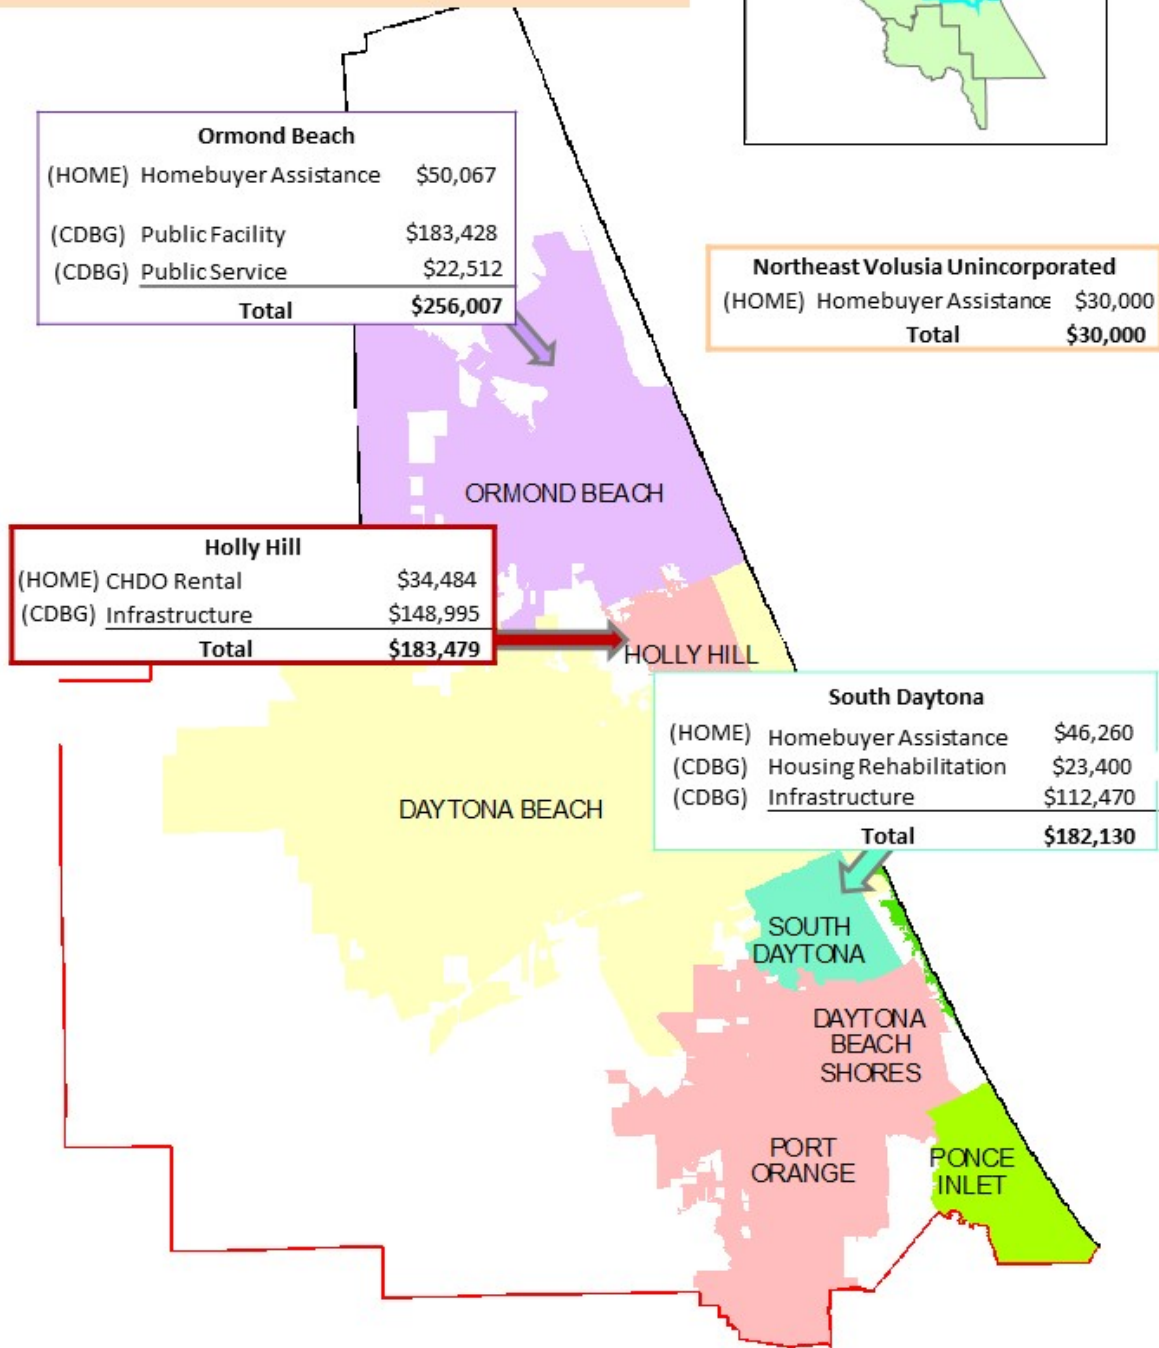 Ormond Beach
(HOME) Homebuyer Assistance $50,067
(CDBG) Public Facility $183,428
(CDBG) Public Service $22,512
Total $256,007
Northeast Volusia Unincorporated
(HOME) Homebuyer Assistance $30,000
Total $30,000
ORMOND BEACH
Holly Hill
(HOME) CHDO Rental $34,484
(CDBG) Infrastructure $148,995
Total $183,479
HOLLY HILL
South Daytona
(HOME) Homebuyer Assistance $46,260
(CDBG) Housing Rehabilitation $23,400
(CDBG) Infrastructure $112,470
Total $182,130
DAYTONA BEACH
SOUTH
DAYTONA
DAYTONA
BEACH
SHORES
PORT
ORANGE
PONCE
INLET